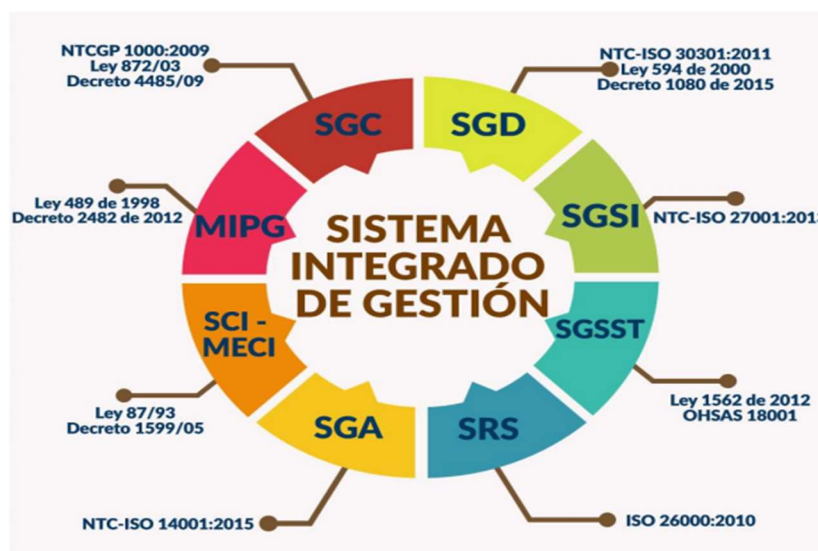 NTCGP 1000:2009
Ley 872/03
Decreto 4485/09
NTC-ISO 30301:2011
Ley 594 de 2000
Decreto 1080 de 2015
SGC
SGD
Ley 489 de 1998
Decreto 2482 de 2012
MIPG
SGSI
NTC-ISO 27001:201
SISTEMA
INTEGRADO
DE GESTIÓN
SCI -
MECI
SGSST
Ley 87/93
Decreto 1599/05
Ley 1562 de 2012
OHSAS 18001
SGA
SRS
NTC-ISO 14001:2015
ISO 26000:2010